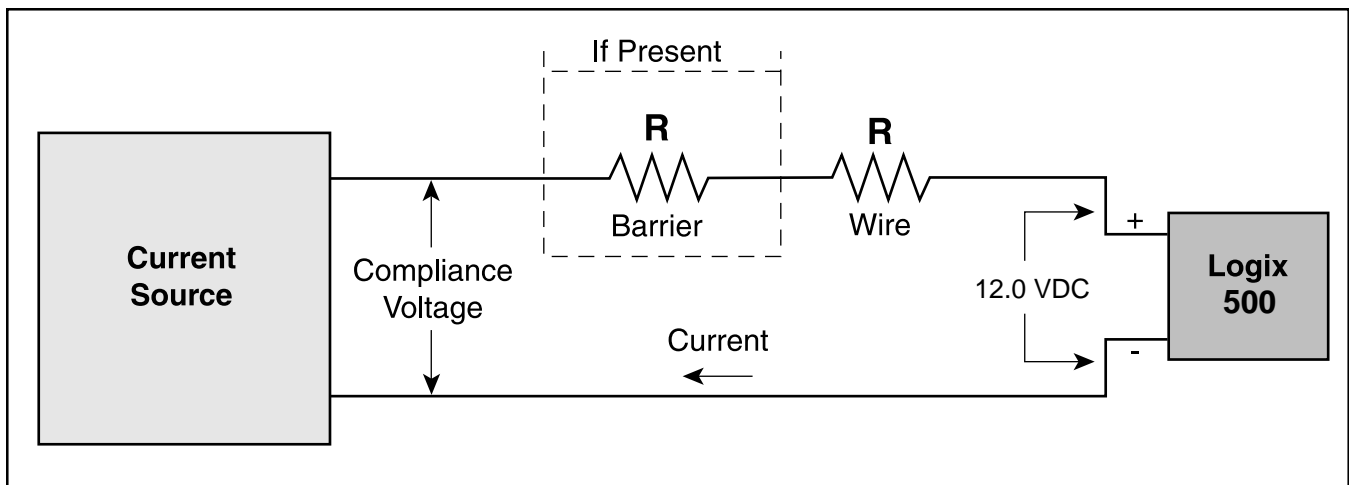 If Present
R
R
Barrier
Wire
Current
Source
Compliance
Voltage
12.0 VDC
+
-
Logix
500
Current